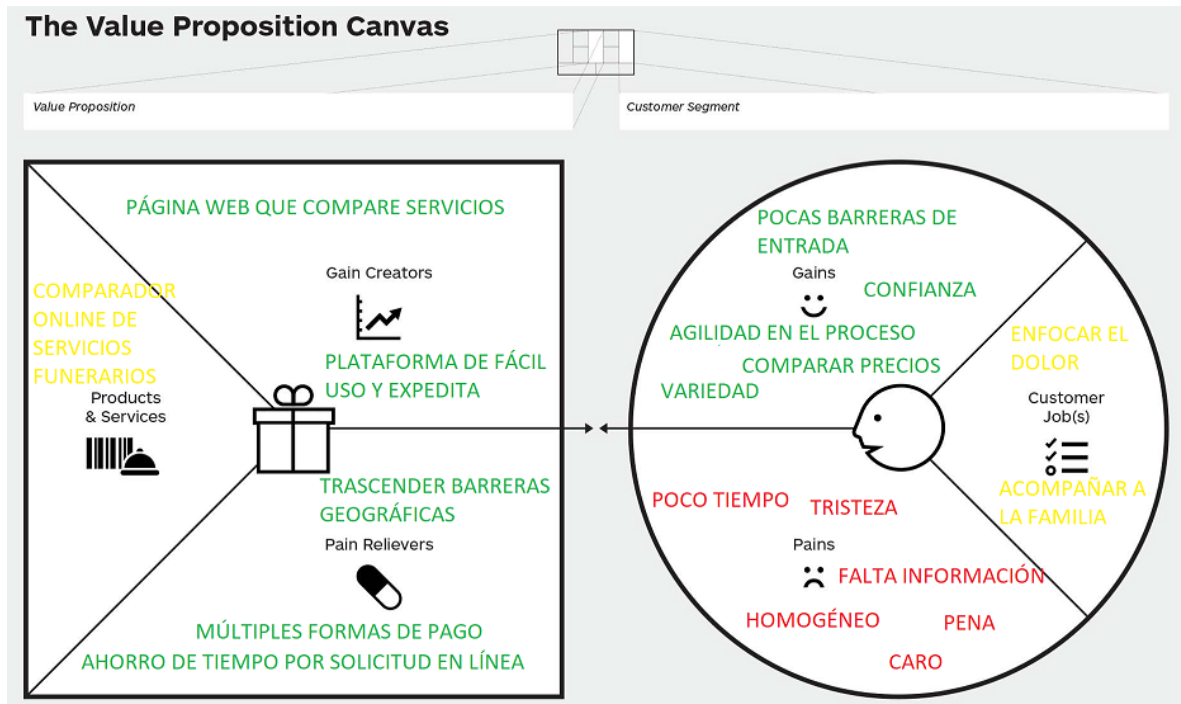 The Value Proposition Canvas
Value Proposition
Customer Segment
PÁGINA WEB QUE COMPARE SERVICIOS
Gain Creators
COMPARADOR
ONLINE DE
SERVICIOS
FUNERARIOS
Products
& Services
PLATAFORMA DE FÁCIL
USO Y EXPEDITA
TRASCENDER BARRERAS
GEOGRÁFICAS
Pain Relievers
MÚLTIPLES FORMAS DE PAGO
AHORRO DE TIEMPO POR SOLICITUD EN LÍNEA
POCAS BARRERAS DE
ENTRADA
Gains
CONFIANZA
AGILIDAD EN EL PROCESO
COMPARAR PRECIOS
VARIEDAD
ENFOCAR EL
DOLOR
Customer
Job(s)
ACOMPAÑAR A
LA FAMILIA
POCO TIEMPO
TRISTEZA
Pains
FALTA INFORMACIÓN
HOMOGÉNEO
PENA
CARO